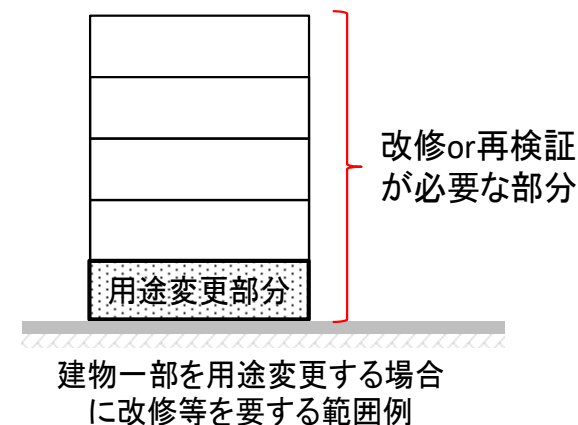 改修or再検証
が必要な部分
用途変更部分
建物一部を用途変更する場合
に改修等を要する範囲例